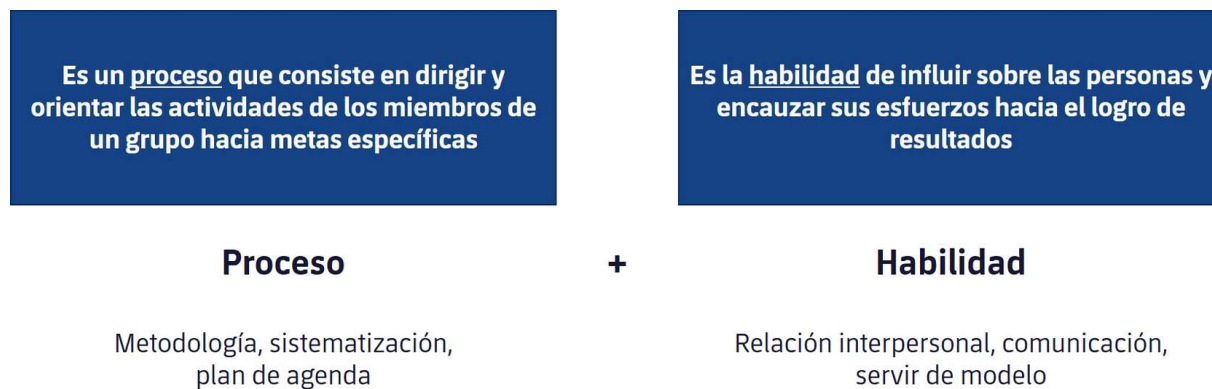 Es un proceso que consiste en dirigir y
orientar las actividades de los miembros de
un grupo hacia metas específicas
Es la habilidad de influir sobre las personas y
encauzar sus esfuerzos hacia el logro de
resultados
Proceso
+
Habilidad
Metodología, sistematización,
plan de agenda
Relación interpersonal, comunicación,
servir de modelo